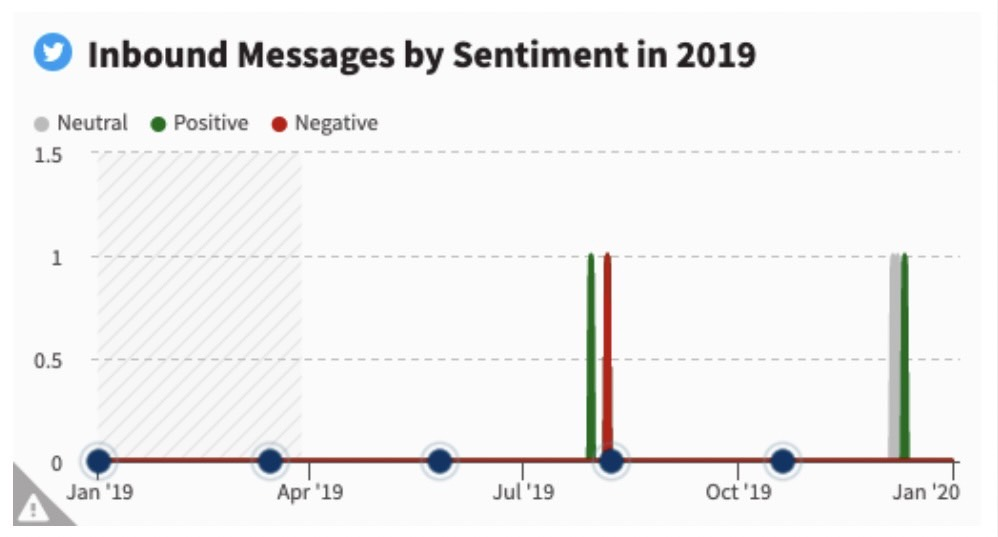 Inbound Messages by Sentiment in 2019
Neutral Positive Negative
1.5
1
0.5
0
Jan '19 Apr '19 Jul '19 Oct '19 Jan '20